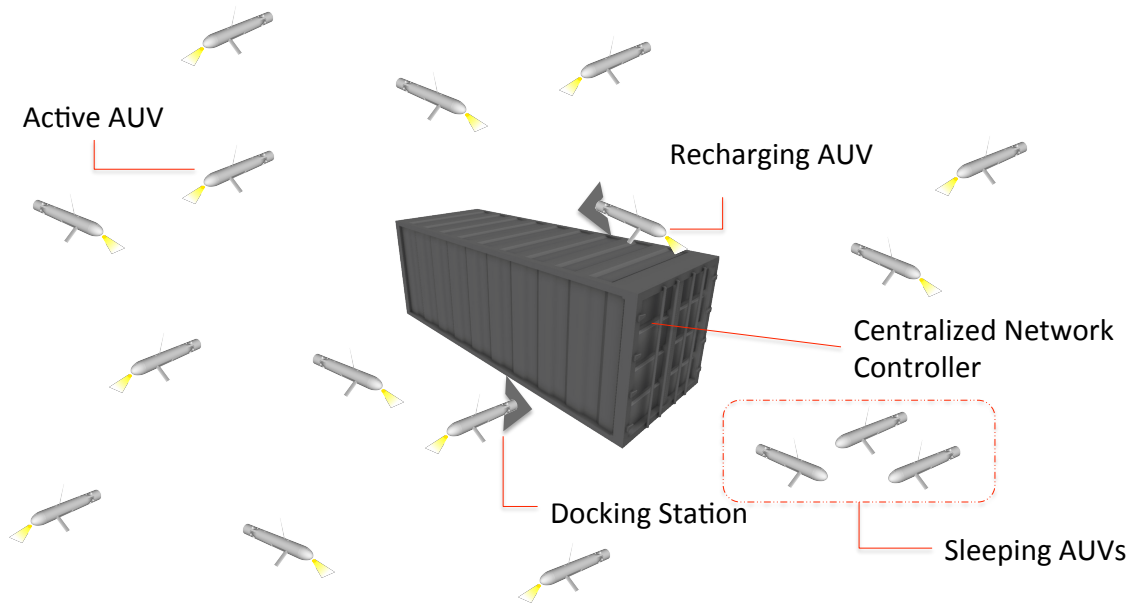 Active AUV
Recharging AUV
Centralized Network
Controller
Docking Station
Sleeping AUVs